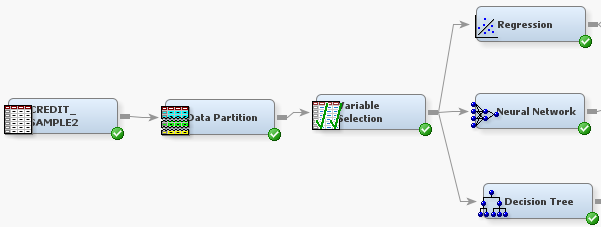 CREDIT_
SAMPLE2
Data Partition
Variable
Selection
Regression
Neural Network
Decision Tree